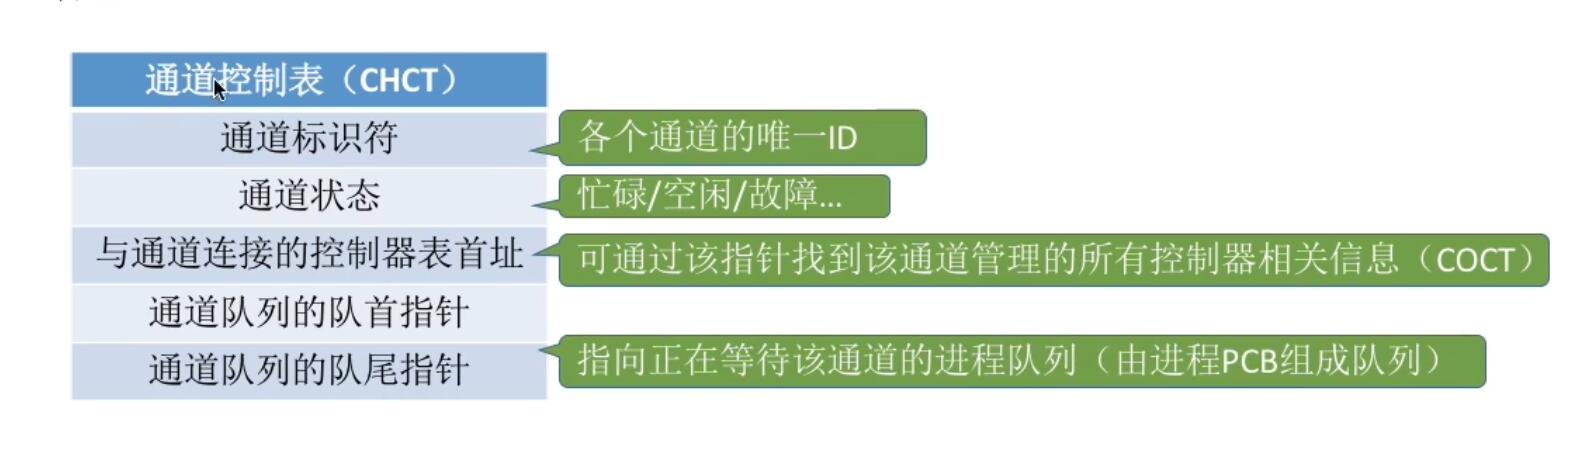 通道控制表（CHCT）
通道标识符
各个通道的唯一ID
通道状态
忙碌/空闲/故障...
与通道连接的控制器表首址
可通过该指针找到该通道管理的所有控制器相关信息（COCT）
通道队列的队首指针
通道队列的队尾指针
指向正在等待该通道的进程队列（由进程PCB组成队列）